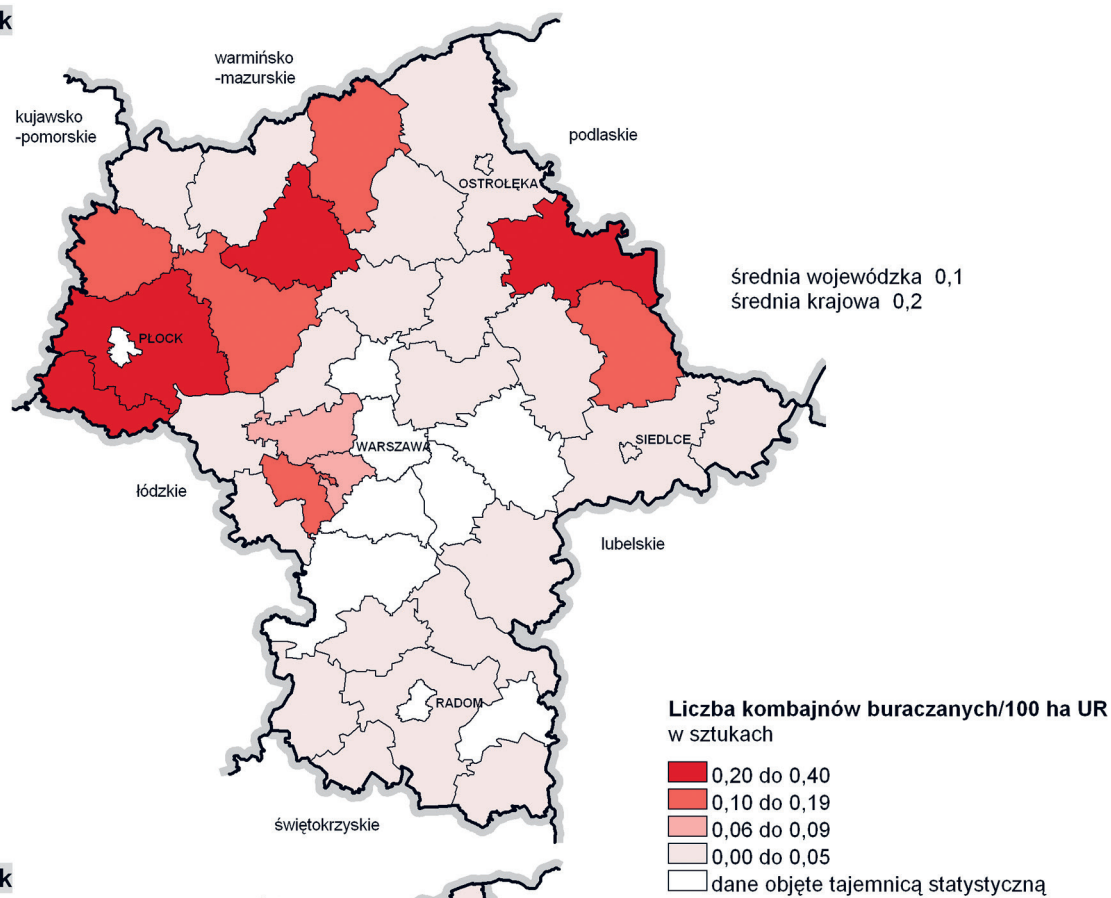 k
warmińsko
-mazurskie
kujawsko
-pomorskie
podlaskie
OSTROŁĘKA
średnia wojewódzka 0,1
średnia krajowa 0,2
PŁOCK
WARSZAWA
SIEDLCE
łódzkie
lubelskie
RADOM
świętokrzyskie
Liczba kombajnów buraczanych/100 ha UR
w sztukach
0,20 do 0,40
0,10 do 0,19
0,06 do 0,09
0,00 do 0,05
dane objęte tajemnicą statystyczną
k